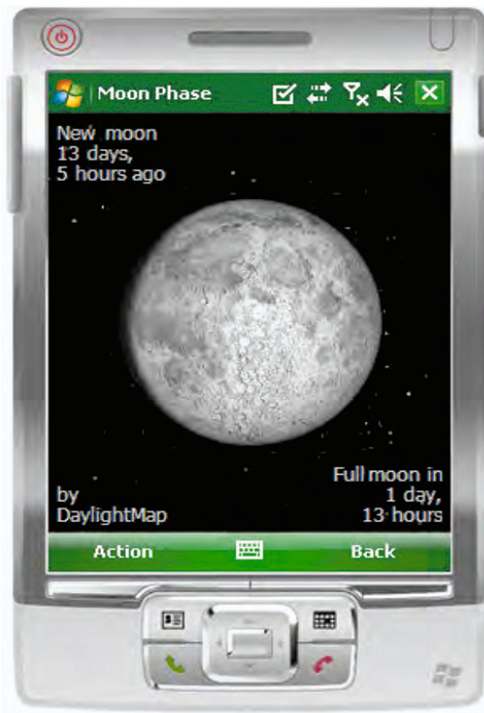 Moon Phase
New moon
13 days,
5 hours ago
Full moon in
1 day,
13 hours
by
DaylightMap
Action
Back